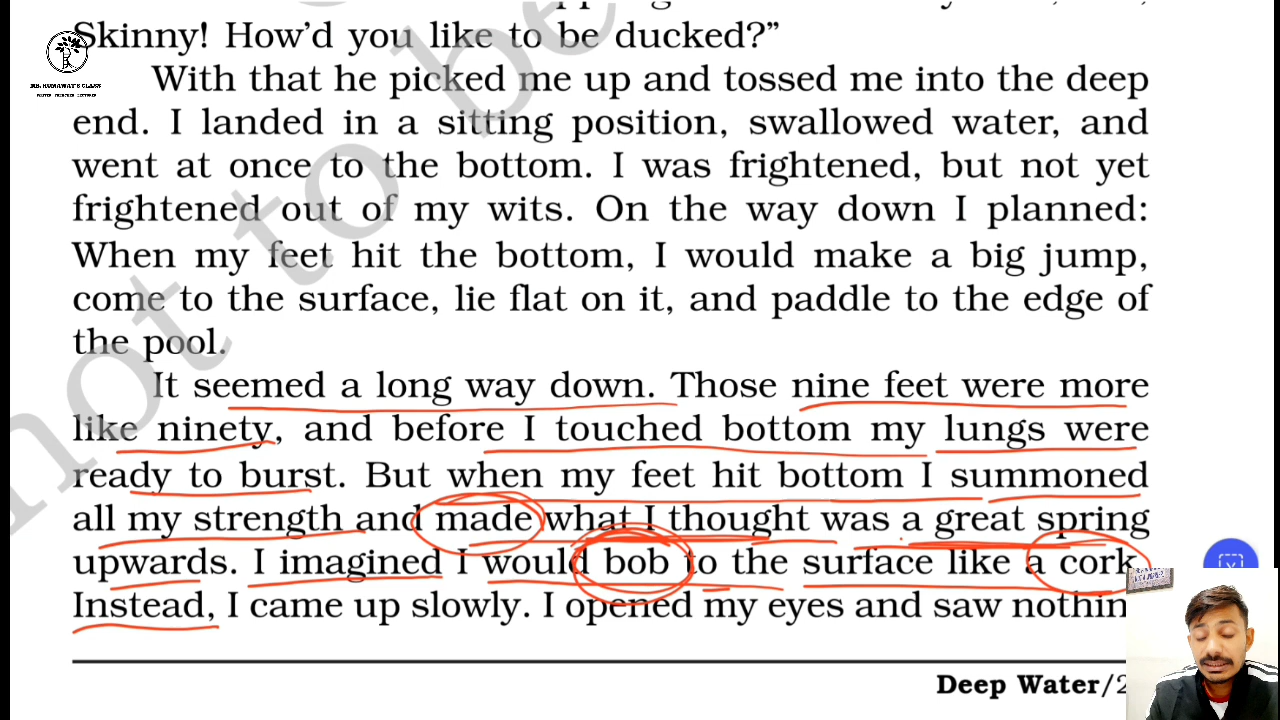 Skinny! How’d you like to be ducked?”
With that he picked me up and tossed me into the deep
end. I landed in a sitting position, swallowed water, and
went at once to the bottom. I was frightened, but not yet
frightened out of my wits. On the way down I planned:
When my feet hit the bottom, I would make a big jump,
come to the surface, lie flat on it, and paddle to the edge of
the pool.
It seemed a long way down. Those nine feet were more
like ninety, and before I touched bottom my lungs were
ready to burst. But when my feet hit bottom I summoned
all my strength and made what I thought was a great spring
upwards. I imagined I would bob to the surface like a cork.
Instead, I came up slowly. I opened my eyes and saw nothin
Deep Water/2
not to be